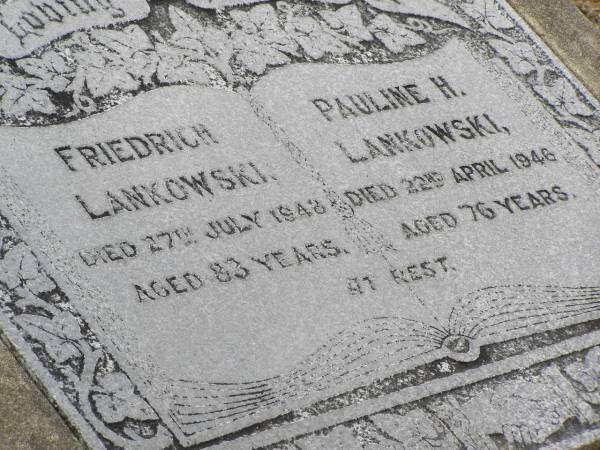 Loving
FRIEDRICH
LANKOWSKI.
DIED 27TH JULY 1948
AGED 83 YEARS.
PAULINE H.
LANKOWSKI,
DIED 22ND APRIL 1946
AGED 76 YEARS.
AT REST.